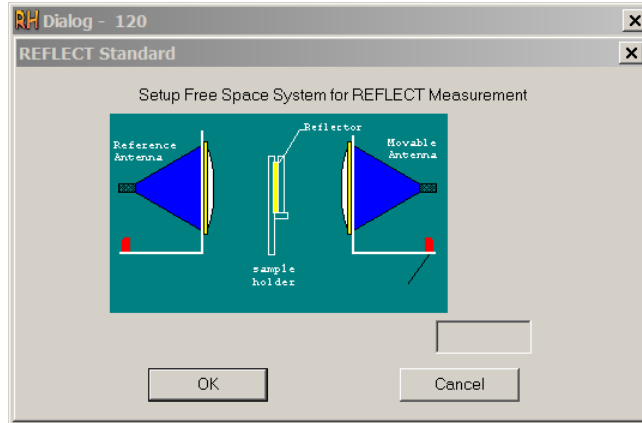 RH Dialog - 120
REFLECT Standard
Setup Free Space System for REFLECT Measurement
Reflector
Reference
Antenna
Movable
Antenna
sample
holder
OK
Cancel